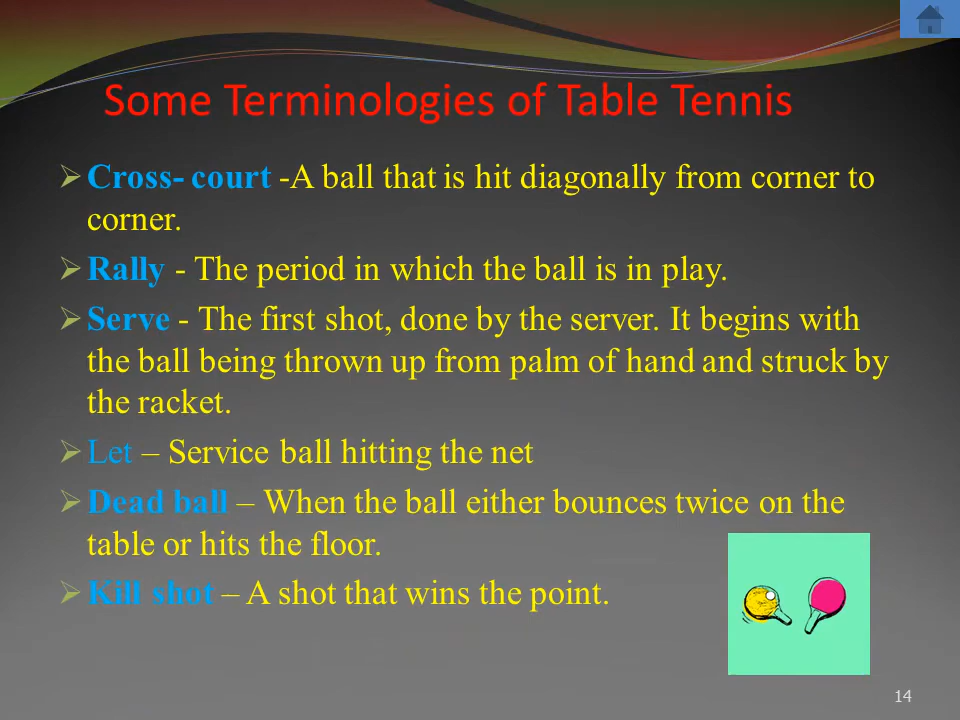 Some Terminologies of Table Tennis
Cross- court -A ball that is hit diagonally from corner to
corner.
Rally - The period in which the ball is in play.
Serve - The first shot, done by the server. It begins with
the ball being thrown up from palm of hand and struck by
the racket.
Let – Service ball hitting the net
Dead ball – When the ball either bounces twice on the
table or hits the floor.
Kill shot – A shot that wins the point.
14